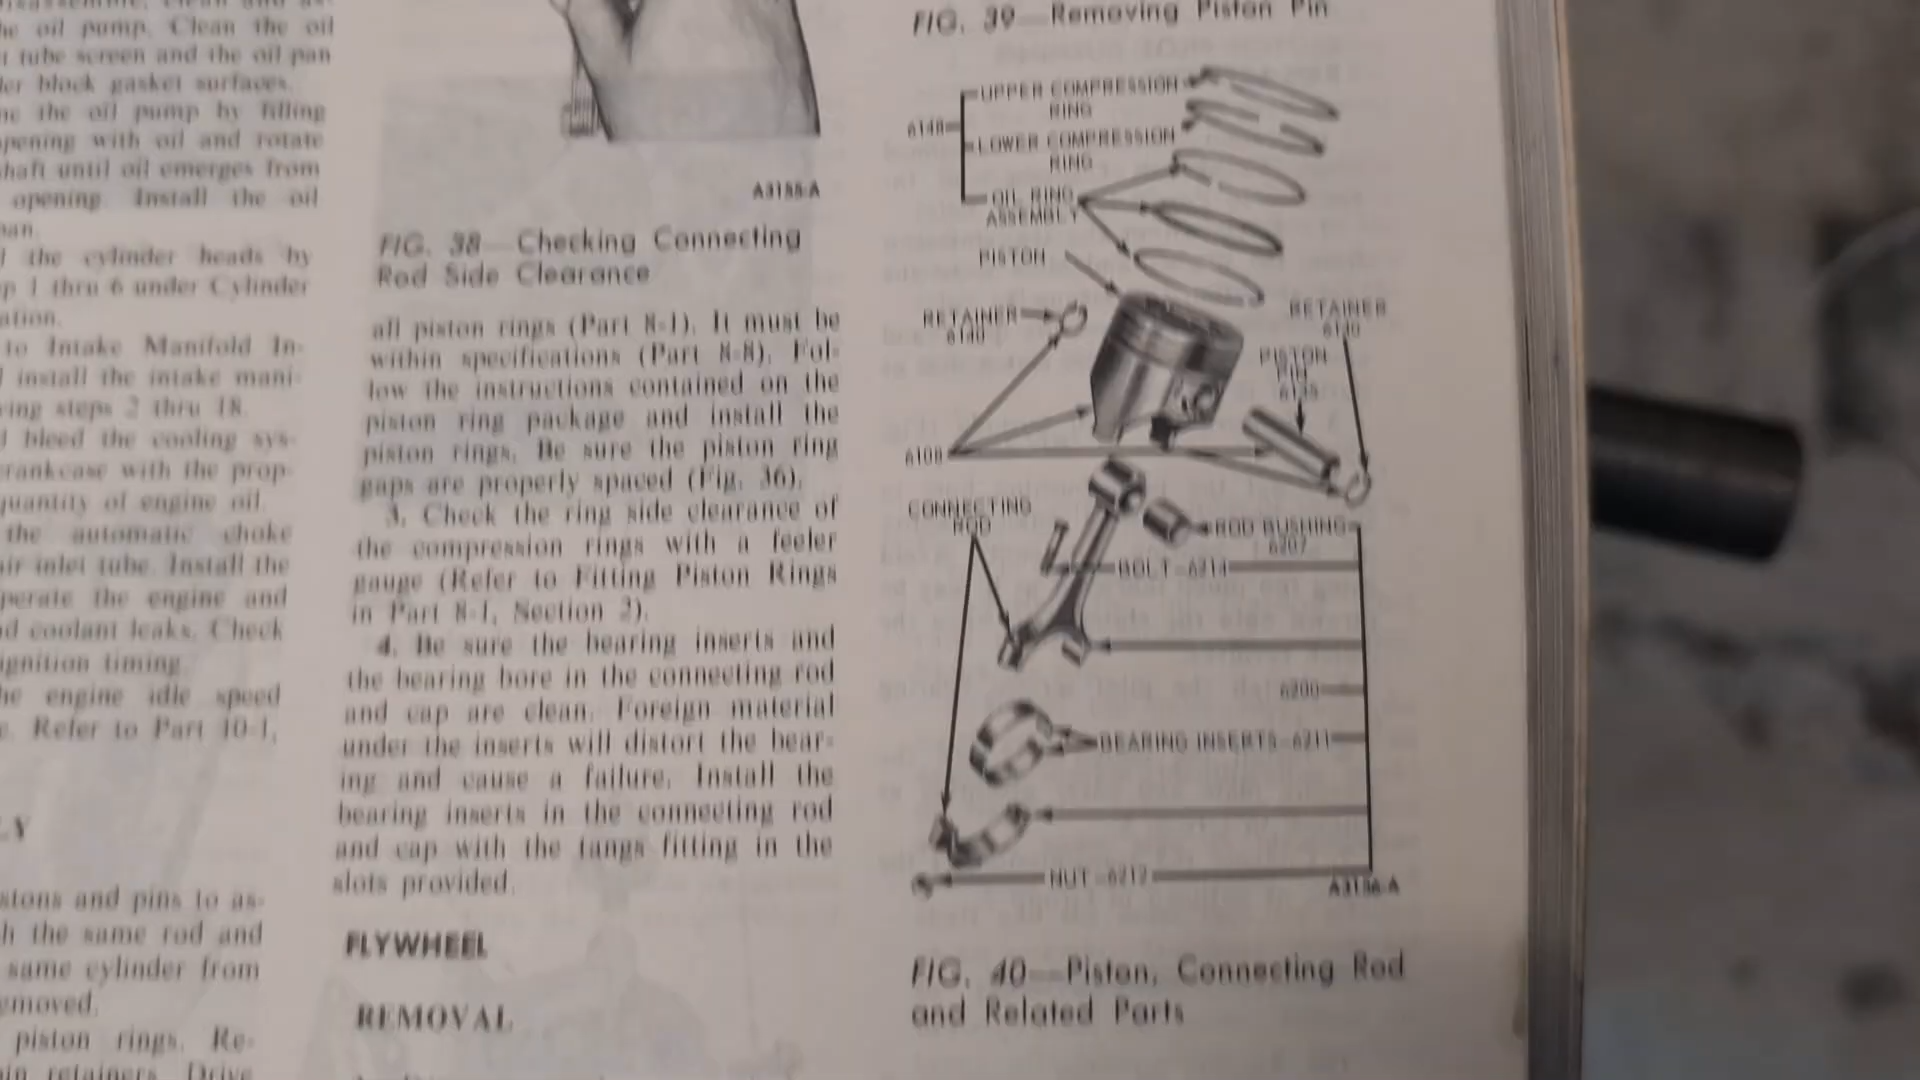 he oil pump. Clean the oil
tube screen and the oil pan
block gasket surfaces.
the oil pump by filling
opening with oil and rotate
shaft until oil emerges from
opening. Install the oil
the cylinder heads by
1 thru 6 under Cylinder
ation.
to Intake Manifold In-
install the intake mani-
steps 2 thru 18.
bleed the cooling sys-
crankcase with the prop-
quantity of engine oil.
the automatic choke
air inlet tube. Install the
operate the engine and
coolant leaks. Check
ignition timing.
he engine idle speed
Refer to Part 10-1,
LY
stons and pins to as-
h the same rod and
same cylinder from
emoved.
piston rings. Re-
in retainers. Drive
A3155-A
FIG. 38—Checking Connecting
Rod Side Clearance
all piston rings (Part 8-1). It must be
within specifications (Part 8-8). Fol-
low the instructions contained on the
piston ring package and install the
piston rings. Be sure the piston ring
gaps are properly spaced (Fig. 36).
3. Check the ring side clearance of
the compression rings with a feeler
gauge (Refer to Fitting Piston Rings
in Part 8-1, Section 2).
4. Be sure the bearing inserts and
the bearing bore in the connecting rod
and cap are clean. Foreign material
under the inserts will distort the bear-
ing and cause a failure. Install the
bearing inserts in the connecting rod
and cap with the tangs fitting in the
slots provided.
FLYWHEEL
REMOVAL
FIG. 39—Removing Piston Pin
UPPER COMPRESSION
RING
6148
LOWER COMPRESSION
RING
OIL RING
ASSEMBLY
PISTON
RETAINER
6140
RETAINER
6140
PISTON
PIN
6135
6108
CONNECTING
ROD
ROD BUSHING
6207
BOLT—6214
6200
BEARING INSERTS—6211
NUT—6212
A3156-A
FIG. 40—Piston, Connecting Rod
and Related Parts